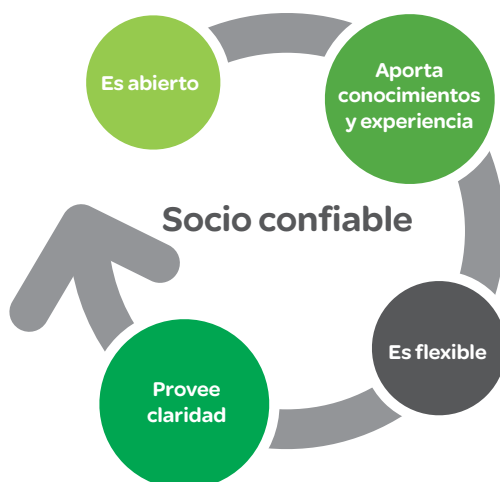 Es abierto
Aporta
conocimientos
y experiencia
Socio confiable
Es flexible
Provee
claridad